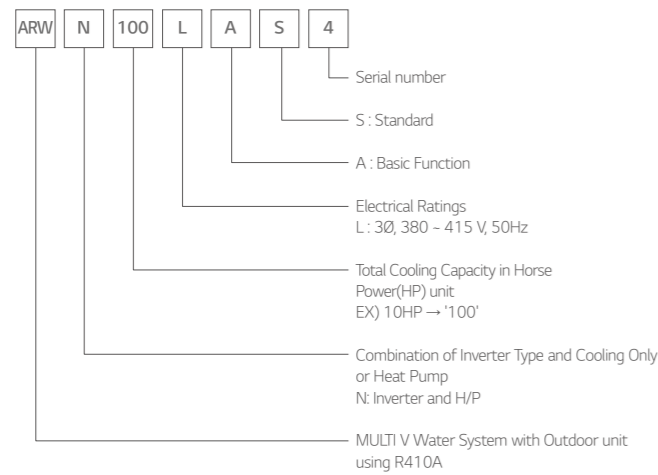 ARW N 100 L A S 4
Serial number
S : Standard
A : Basic Function
Electrical Ratings
L : 3Ø, 380 ~ 415 V, 50Hz
Total Cooling Capacity in Horse
Power(HP) unit
EX) 10HP → '100'
Combination of Inverter Type and Cooling Only
or Heat Pump
N: Inverter and H/P
MULTI V Water System with Outdoor unit
using R410A